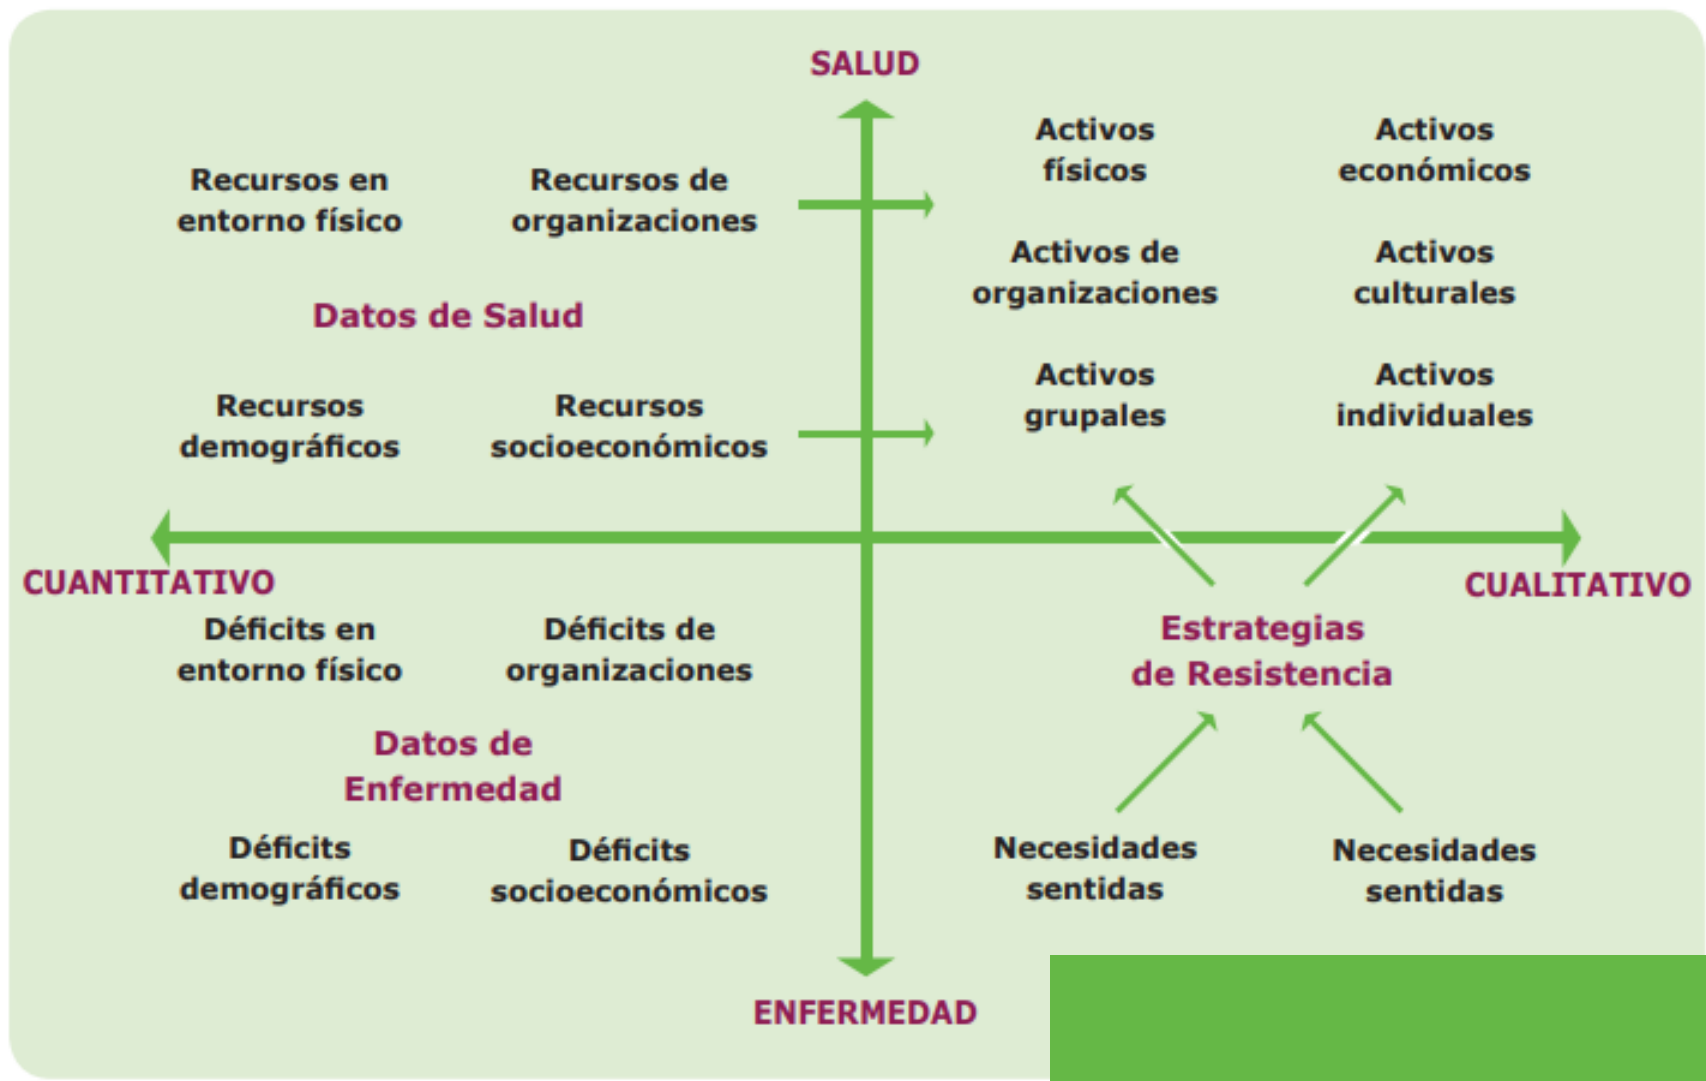 SALUD
Activos
físicos
Activos
económicos
Recursos en
entorno físico
Recursos de
organizaciones
Activos de
organizaciones
Activos
culturales
Datos de Salud
Activos
grupales
Activos
individuales
Recursos
demográficos
Recursos
socioeconómicos
CUANTITATIVO
CUALITATIVO
Déficits en
entorno físico
Déficits de
organizaciones
Estrategias
de Resistencia
Datos de
Enfermedad
Déficits
demográficos
Déficits
socioeconómicos
Necesidades
sentidas
Necesidades
sentidas
ENFERMEDAD